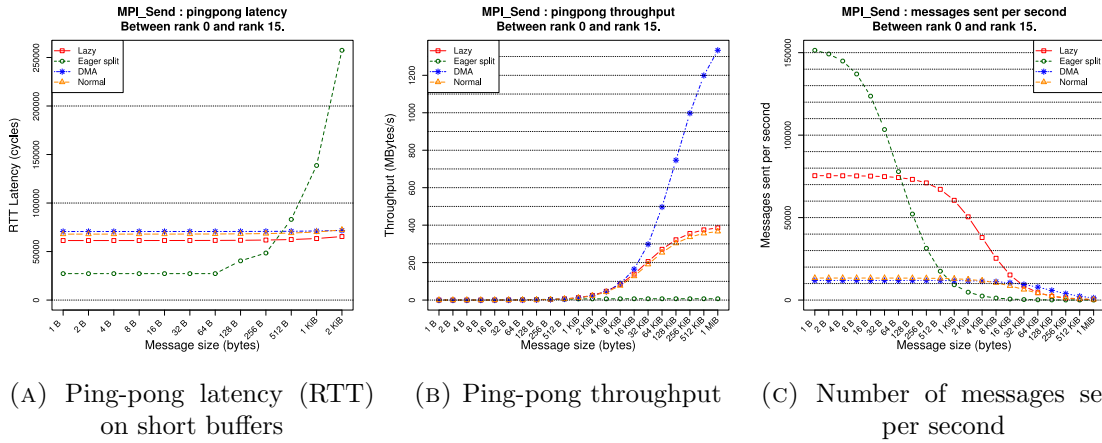 MPI_Send : pingpong latency
Between rank 0 and rank 15.
RTT Latency (cycles)
250000
200000
150000
100000
50000
0
Lazy
Eager split
DMA
Normal
1 B
2 B
4 B
8 B
16 B
32 B
64 B
128 B
256 B
512 B
1 KiB
2 KiB
Message size (bytes)
(A) Ping-pong latency (RTT)
on short buffers
MPI_Send : pingpong throughput
Between rank 0 and rank 15.
Throughput (MBytes/s)
1200
1000
800
600
400
200
0
Lazy
Eager split
DMA
Normal
1 B
2 B
4 B
8 B
16 B
32 B
64 B
128 B
256 B
512 B
1 KiB
2 KiB
4 KiB
8 KiB
16 KiB
32 KiB
64 KiB
128 KiB
256 KiB
512 KiB
1 MiB
Message size (bytes)
(B) Ping-pong throughput
MPI_Send : messages sent per second
Between rank 0 and rank 15.
Messages sent per second
150000
100000
50000
0
Lazy
Eager split
DMA
Normal
1 B
2 B
4 B
8 B
16 B
32 B
64 B
128 B
256 B
512 B
1 KiB
2 KiB
4 KiB
8 KiB
16 KiB
32 KiB
64 KiB
128 KiB
256 KiB
512 KiB
1 MiB
Message size (bytes)
(C) Number of messages se
per second